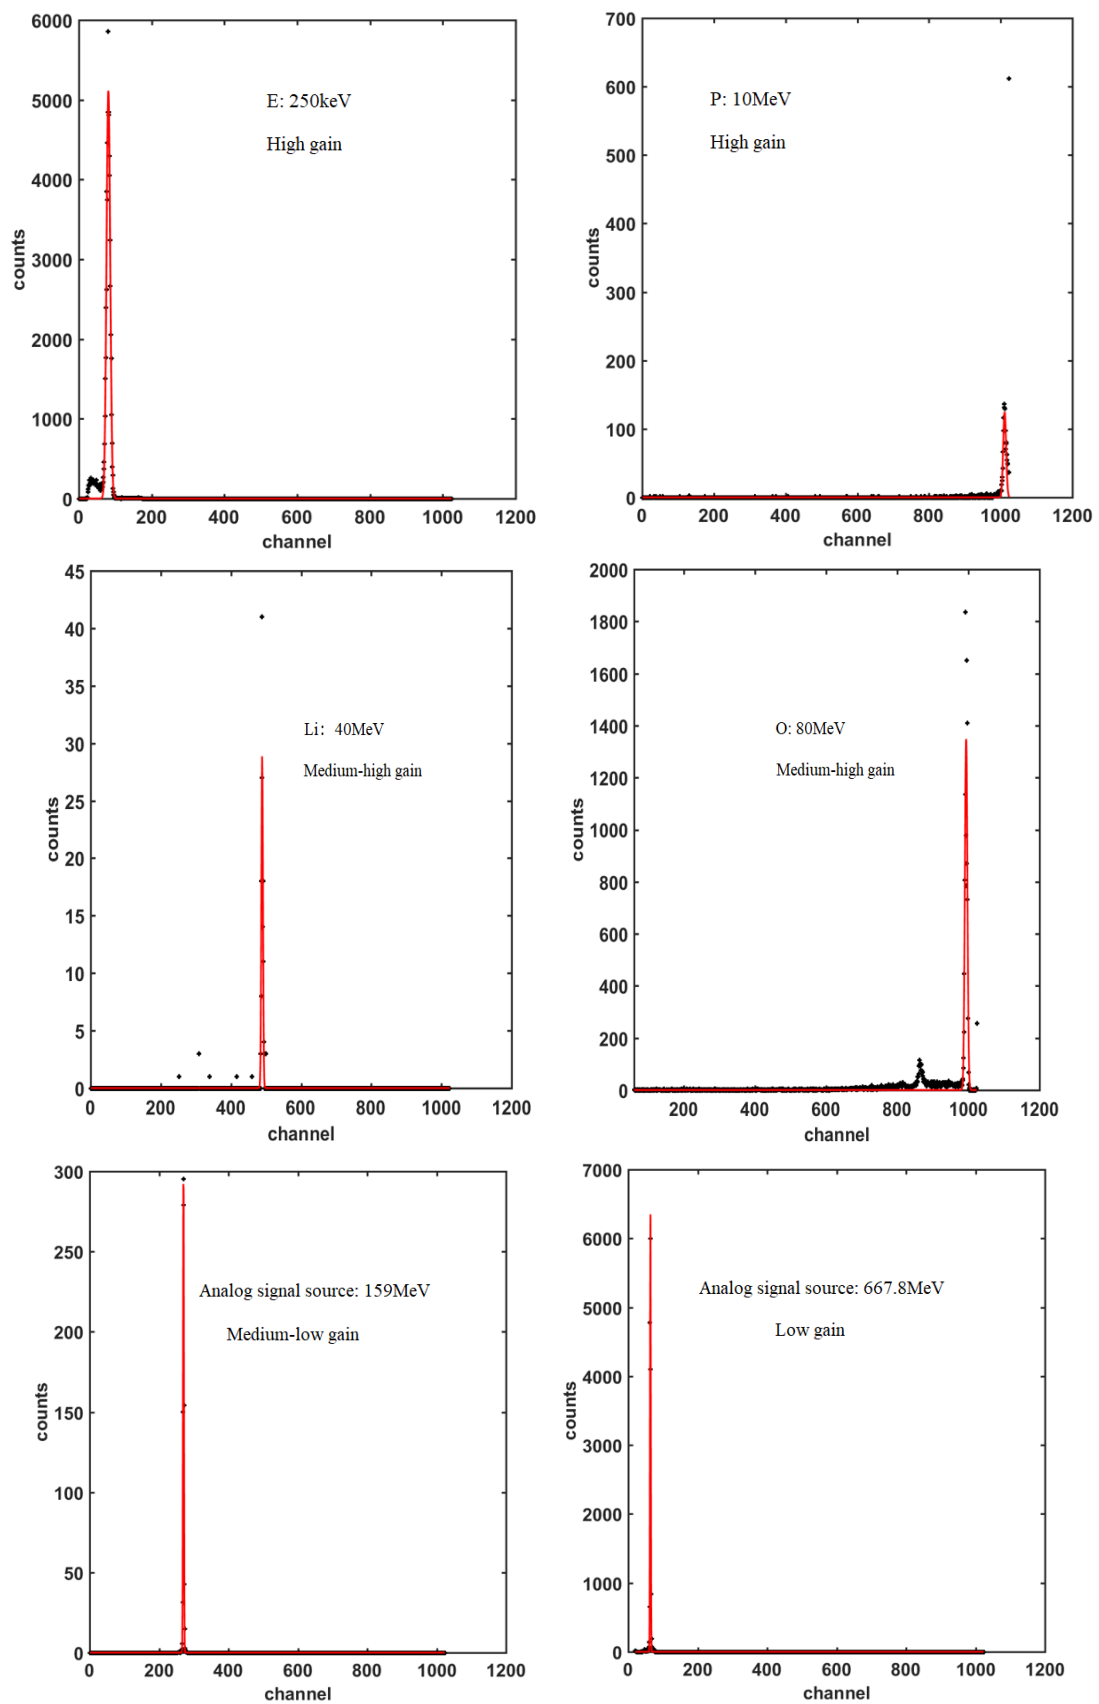 6000
5000
4000
3000
2000
1000
0
counts
E: 250keV
High gain
0 200 400 600 800 1000 1200
channel
700
600
500
400
300
200
100
0
counts
P: 10MeV
High gain
0 200 400 600 800 1000 1200
channel
45
40
35
30
25
20
15
10
5
0
counts
Li: 40MeV
Medium-high gain
0 200 400 600 800 1000 1200
channel
2000
1800
1600
1400
1200
1000
800
600
400
200
0
counts
O: 80MeV
Medium-high gain
200 400 600 800 1000 1200
channel
300
250
200
150
100
50
0
counts
Analog signal source: 159MeV
Medium-low gain
0 200 400 600 800 1000 1200
channel
7000
6000
5000
4000
3000
2000
1000
0
counts
Analog signal source: 667.8MeV
Low gain
0 200 400 600 800 1000 1200
channel